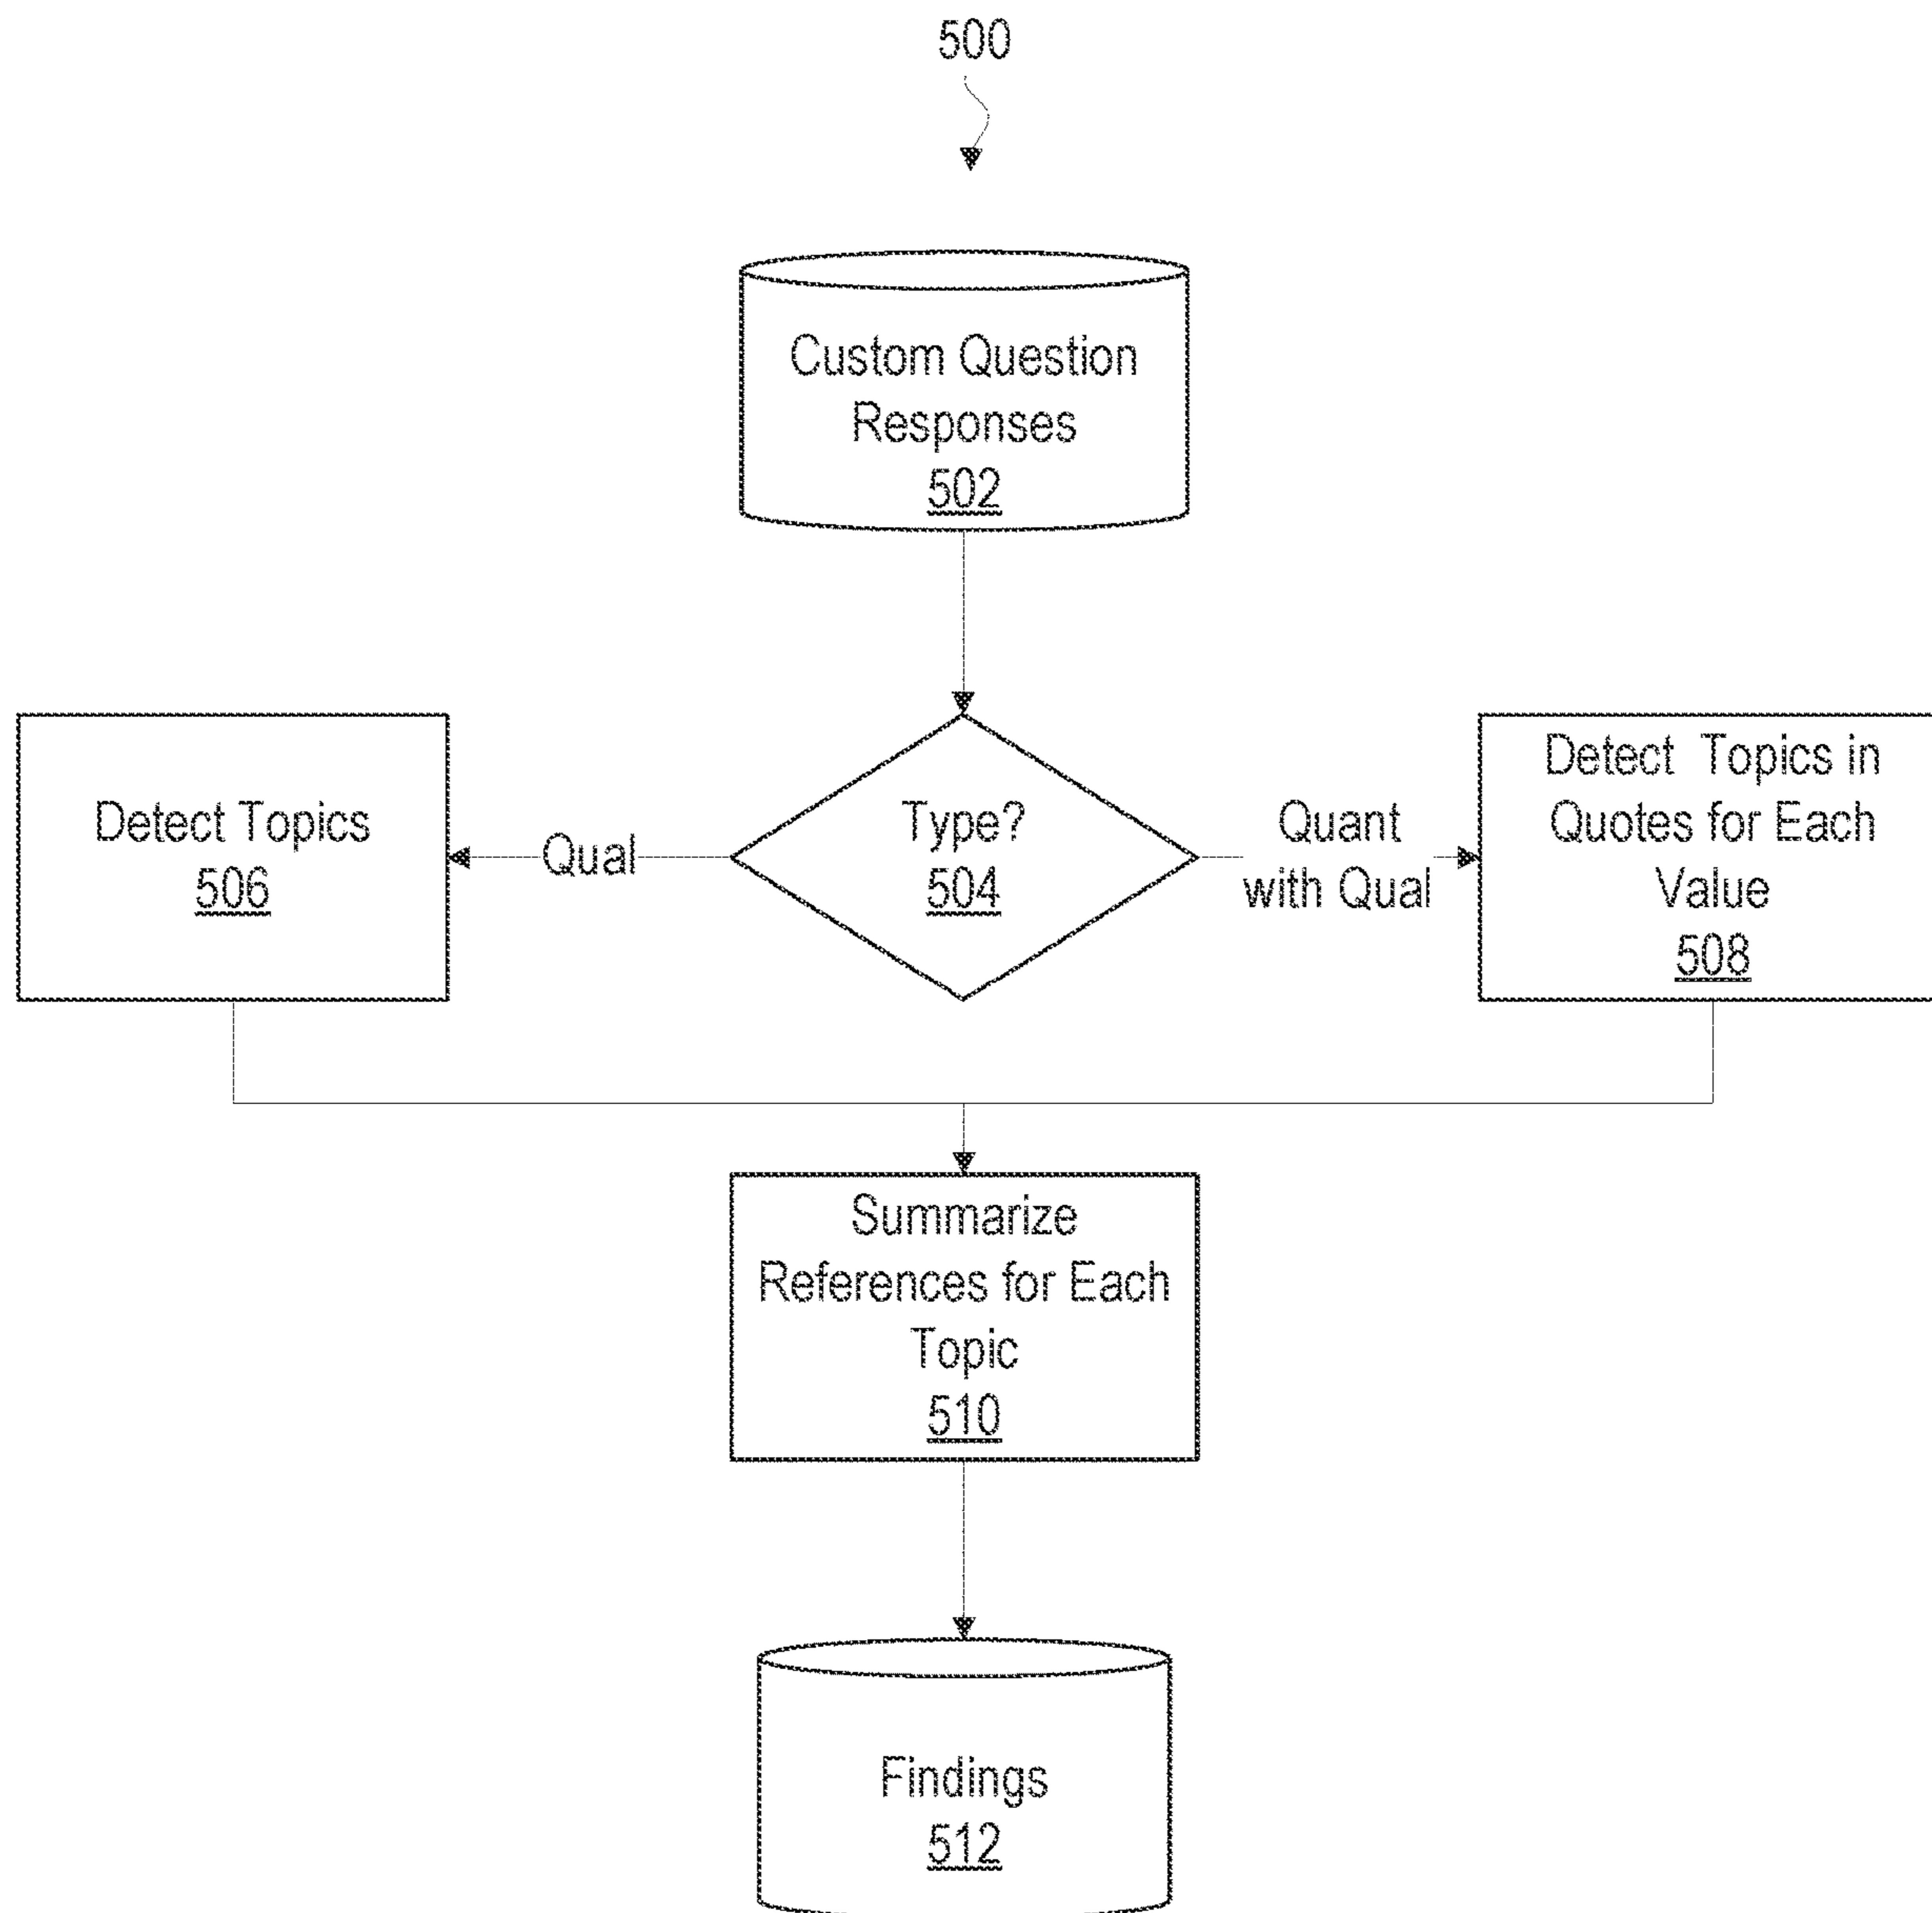 500
Custom Question
Responses
502
Detect Topics
506
Qual
Type?
504
Quant
with Qual
Detect Topics in
Quotes for Each
Value
508
Summarize
References for Each
Topic
510
Findings
512